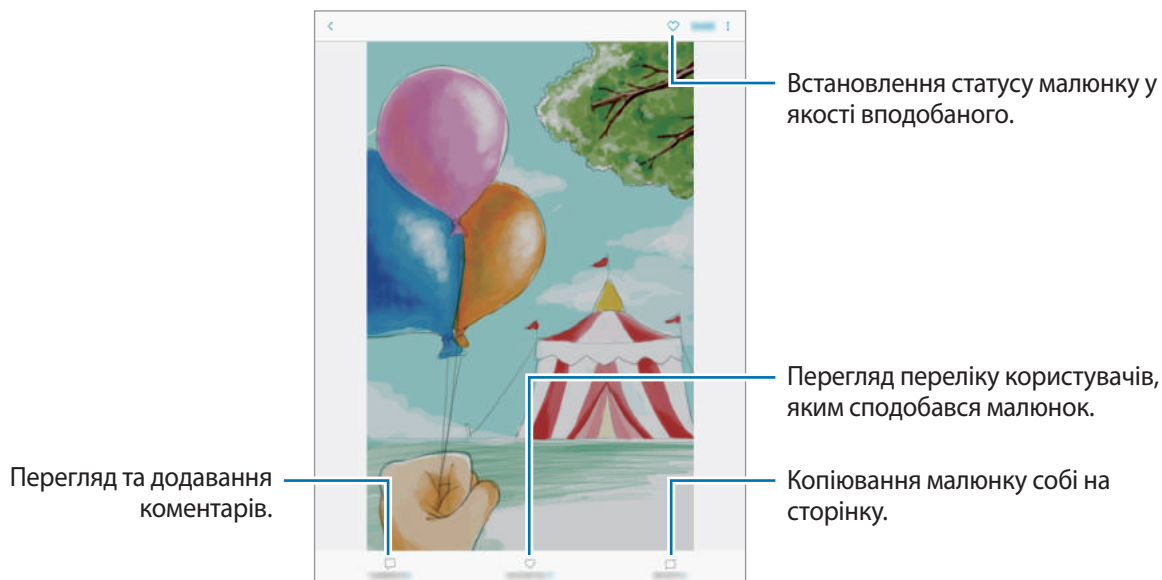 Встановлення статусу малюнку у
якості вподобаного.
Перегляд переліку користувачів,
яким сподобався малюнок.
Перегляд та додавання
коментарів.
Копіювання малюнку собі на
сторінку.